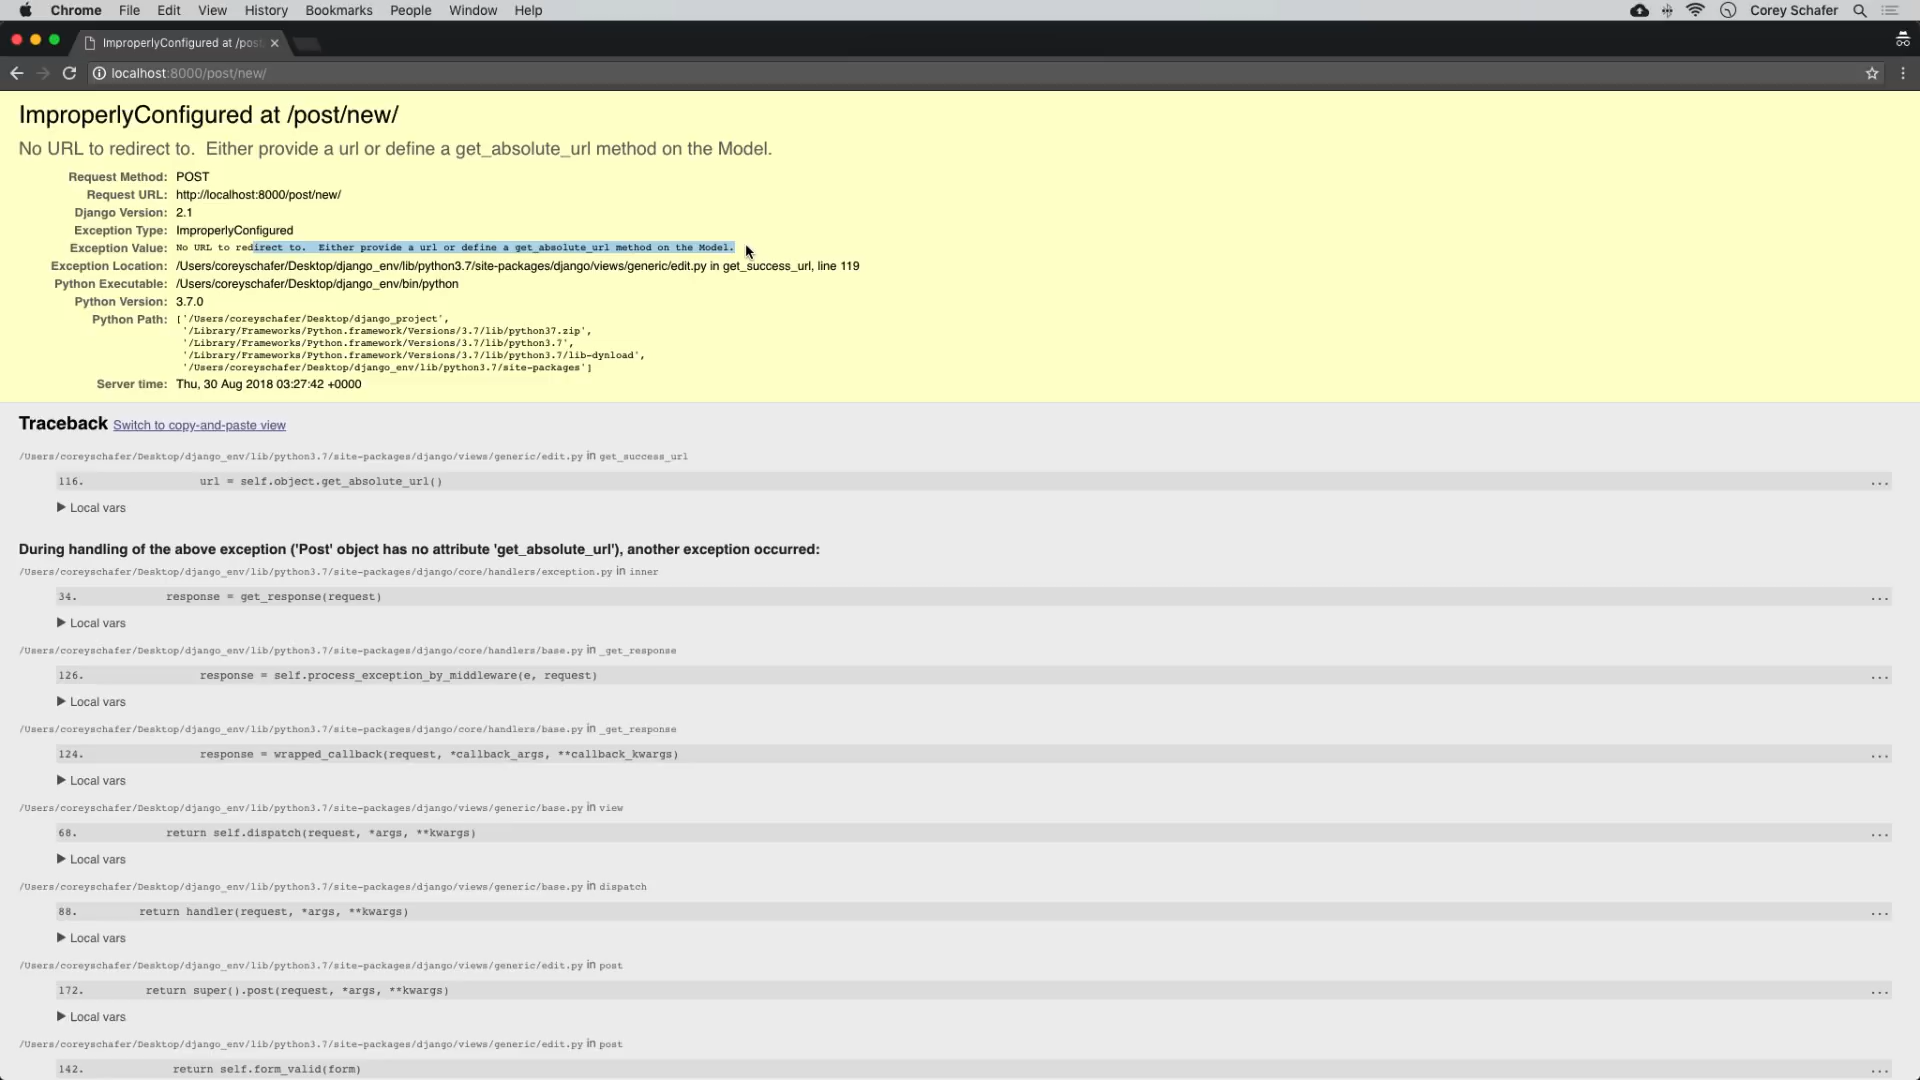 Chrome File Edit View History Bookmarks People Window Help Corey Schafer
ImproperlyConfigured at /post
localhost:8000/post/new/
ImproperlyConfigured at /post/new/
No URL to redirect to.  Either provide a url or define a get_absolute_url method on the Model.
Request Method: POST
Request URL: http://localhost:8000/post/new/
Django Version: 2.1
Exception Type: ImproperlyConfigured
Exception Value: No URL to redirect to.  Either provide a url or define a get_absolute_url method on the Model.
Exception Location: /Users/coreyschafer/Desktop/django_env/lib/python3.7/site-packages/django/views/generic/edit.py in get_success_url, line 119
Python Executable: /Users/coreyschafer/Desktop/django_env/bin/python
Python Version: 3.7.0
Python Path: ['/Users/coreyschafer/Desktop/django_project',
'/Library/Frameworks/Python.framework/Versions/3.7/lib/python37.zip',
'/Library/Frameworks/Python.framework/Versions/3.7/lib/python3.7',
'/Library/Frameworks/Python.framework/Versions/3.7/lib/python3.7/lib-dynload',
'/Users/coreyschafer/Desktop/django_env/lib/python3.7/site-packages']
Server time: Thu, 30 Aug 2018 03:27:42 +0000
Traceback Switch to copy-and-paste view
/Users/coreyschafer/Desktop/django_env/lib/python3.7/site-packages/django/views/generic/edit.py in get_success_url
116. url = self.object.get_absolute_url() ...
▶ Local vars
During handling of the above exception ('Post' object has no attribute 'get_absolute_url'), another exception occurred:
/Users/coreyschafer/Desktop/django_env/lib/python3.7/site-packages/django/core/handlers/exception.py in inner
34. response = get_response(request) ...
▶ Local vars
/Users/coreyschafer/Desktop/django_env/lib/python3.7/site-packages/django/core/handlers/base.py in _get_response
126. response = self.process_exception_by_middleware(e, request) ...
▶ Local vars
/Users/coreyschafer/Desktop/django_env/lib/python3.7/site-packages/django/core/handlers/base.py in _get_response
124. response = wrapped_callback(request, *callback_args, **callback_kwargs) ...
▶ Local vars
/Users/coreyschafer/Desktop/django_env/lib/python3.7/site-packages/django/views/generic/base.py in view
68. return self.dispatch(request, *args, **kwargs) ...
▶ Local vars
/Users/coreyschafer/Desktop/django_env/lib/python3.7/site-packages/django/views/generic/base.py in dispatch
88. return handler(request, *args, **kwargs) ...
▶ Local vars
/Users/coreyschafer/Desktop/django_env/lib/python3.7/site-packages/django/views/generic/edit.py in post
172. return super().post(request, *args, **kwargs) ...
▶ Local vars
/Users/coreyschafer/Desktop/django_env/lib/python3.7/site-packages/django/views/generic/edit.py in post
142. return self.form_valid(form) ...